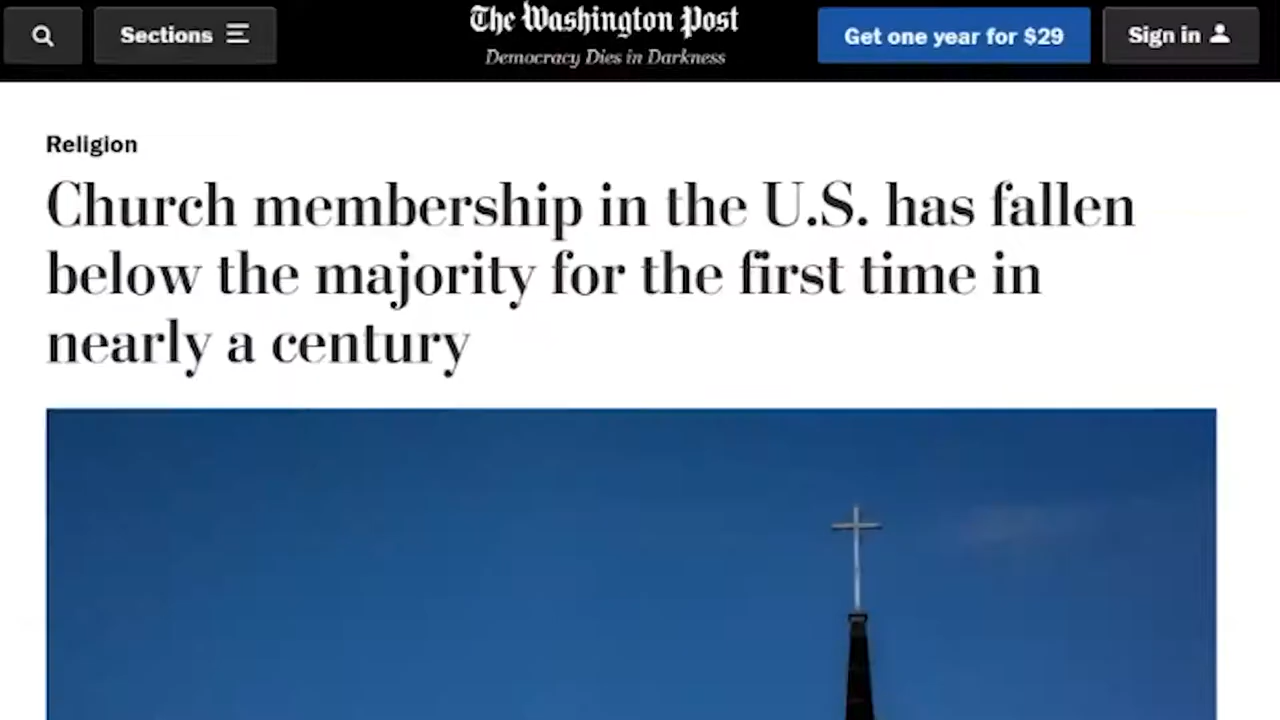 Sections
The Washington Post
Democracy Dies in Darkness
Get one year for $29
Sign in
Religion
Church membership in the U.S. has fallen
below the majority for the first time in
nearly a century